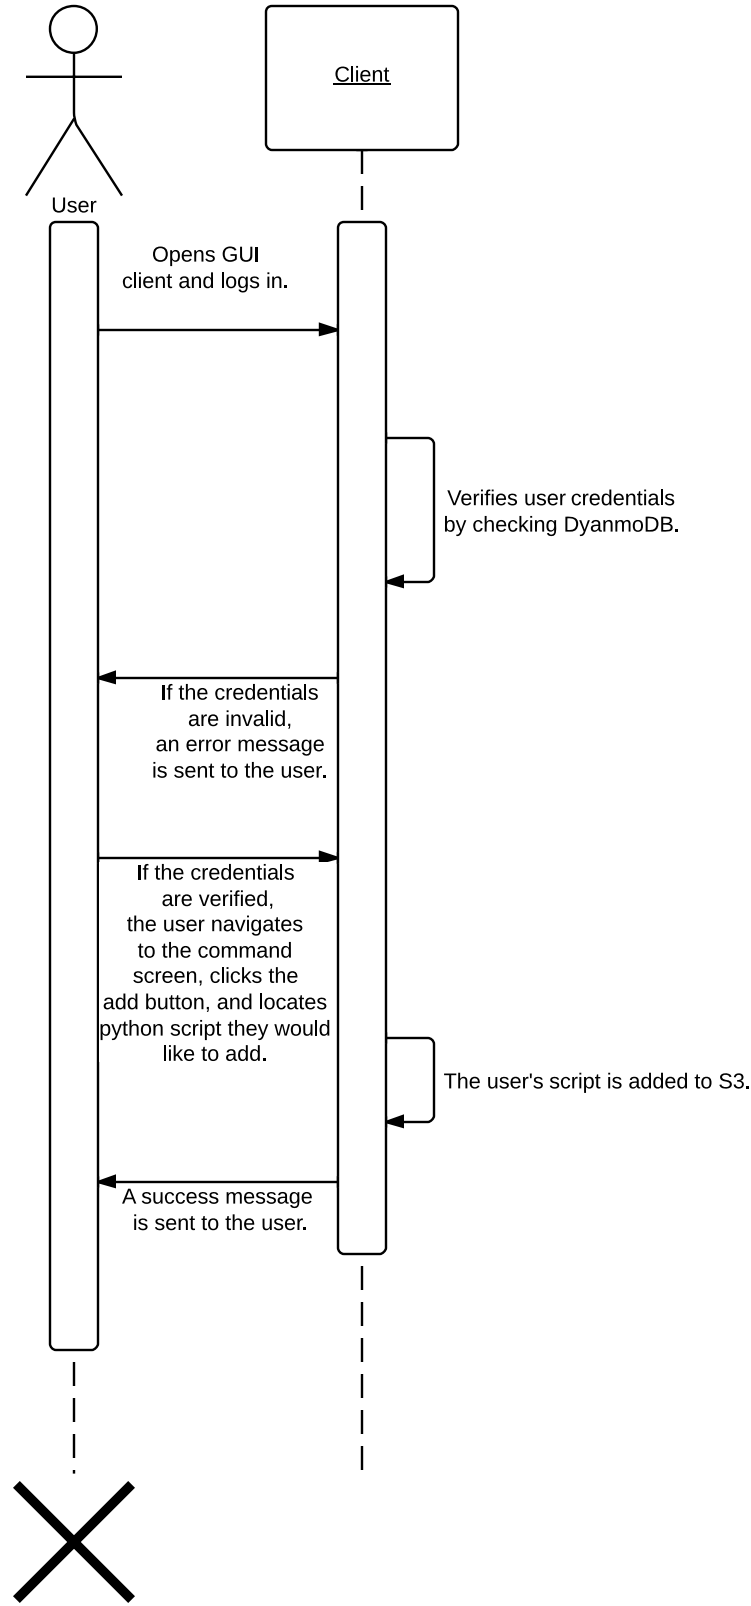 Client
User
Opens GUI
client and logs in.
Verifies user credentials
by checking DyanmoDB.
If the credentials
are invalid,
an error message
is sent to the user.
If the credentials
are verified,
the user navigates
to the command
screen, clicks the
add button, and locates
python script they would
like to add.
The user's script is added to S3.
A success message
is sent to the user.